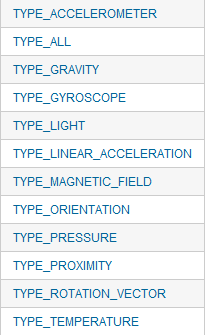 TYPE_ACCELEROMETER
TYPE_ALL
TYPE_GRAVITY
TYPE_GYROSCOPE
TYPE_LIGHT
TYPE_LINEAR_ACCELERATION
TYPE_MAGNETIC_FIELD
TYPE_ORIENTATION
TYPE_PRESSURE
TYPE_PROXIMITY
TYPE_ROTATION_VECTOR
TYPE_TEMPERATURE